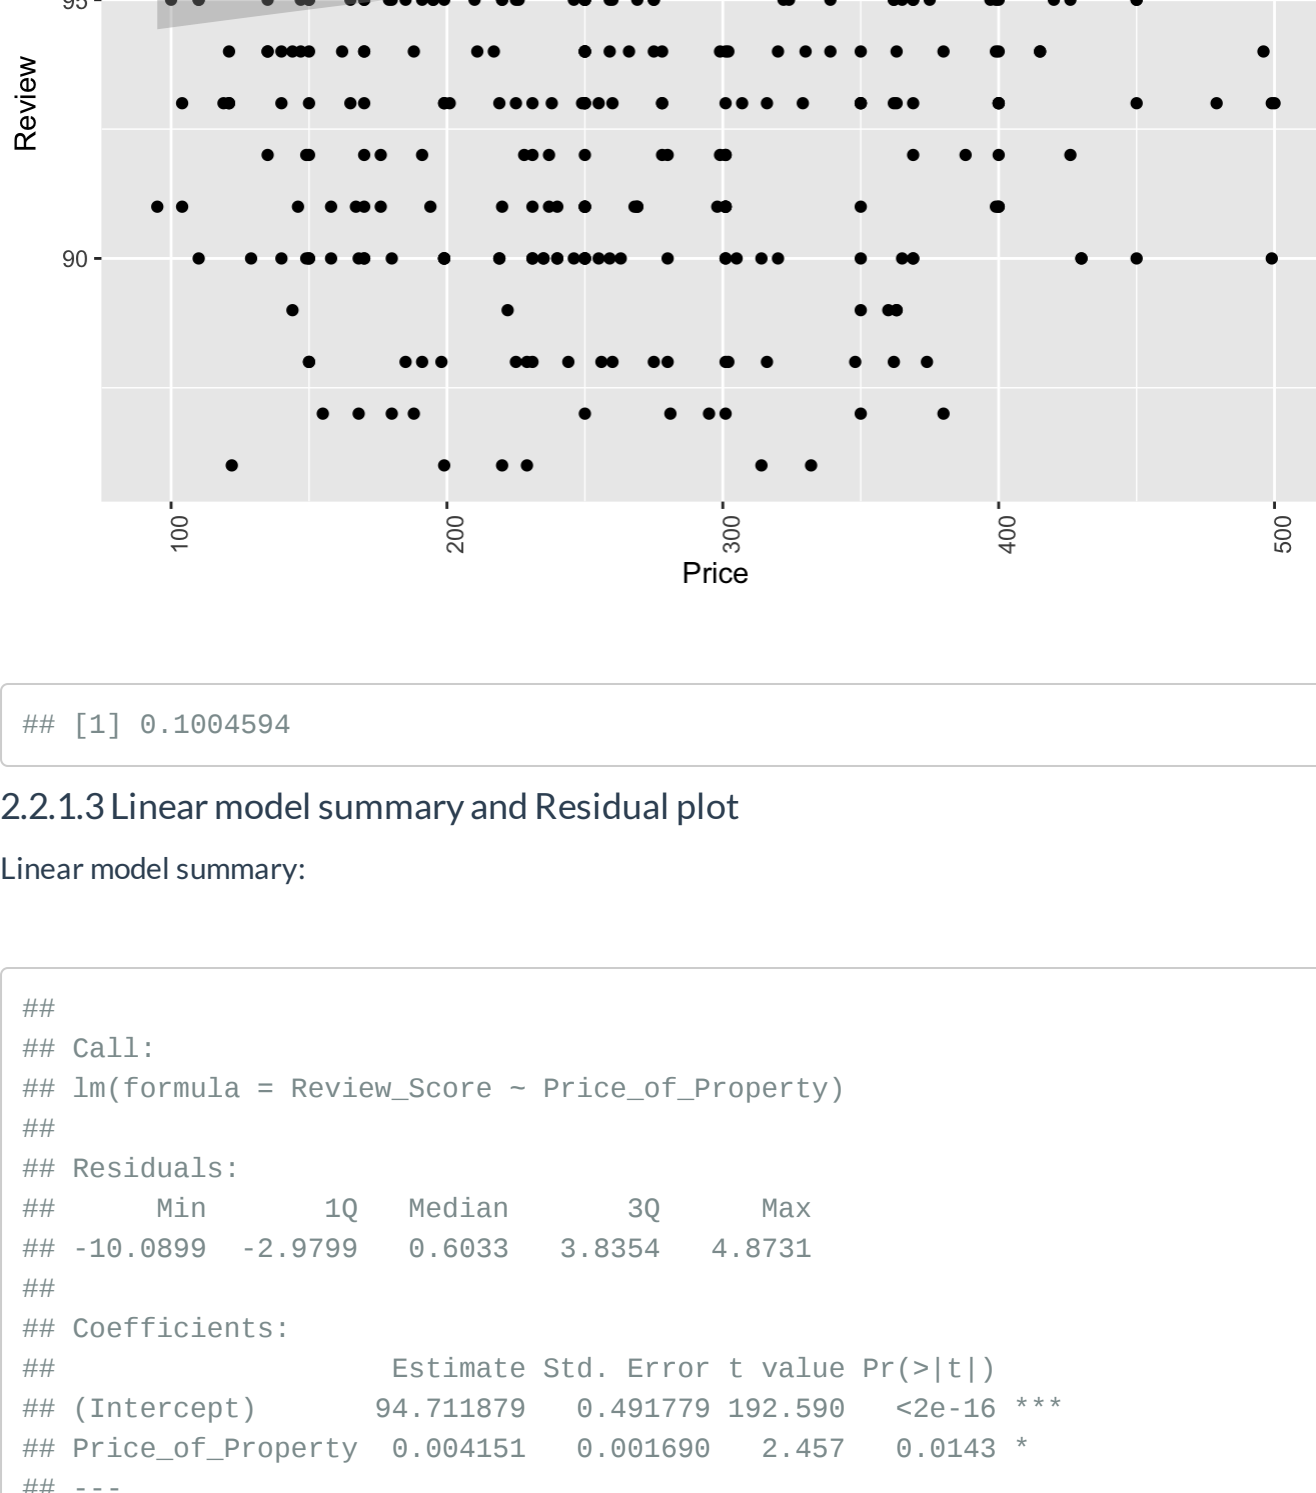 95
Review
90
100
200
300
400
500
Price
## [1] 0.1004594
2.2.1.3 Linear model summary and Residual plot
Linear model summary:
##
## Call:
## lm(formula = Review_Score ~ Price_of_Property)
##
## Residuals:
##      Min       1Q   Median       3Q      Max
## -10.0899  -2.9799   0.6033   3.8354   4.8731
##
## Coefficients:
##                    Estimate Std. Error t value Pr(>|t|)
## (Intercept)       94.711879   0.491779 192.590   <2e-16 ***
## Price_of_Property  0.004151   0.001690   2.457   0.0143 *
## ---